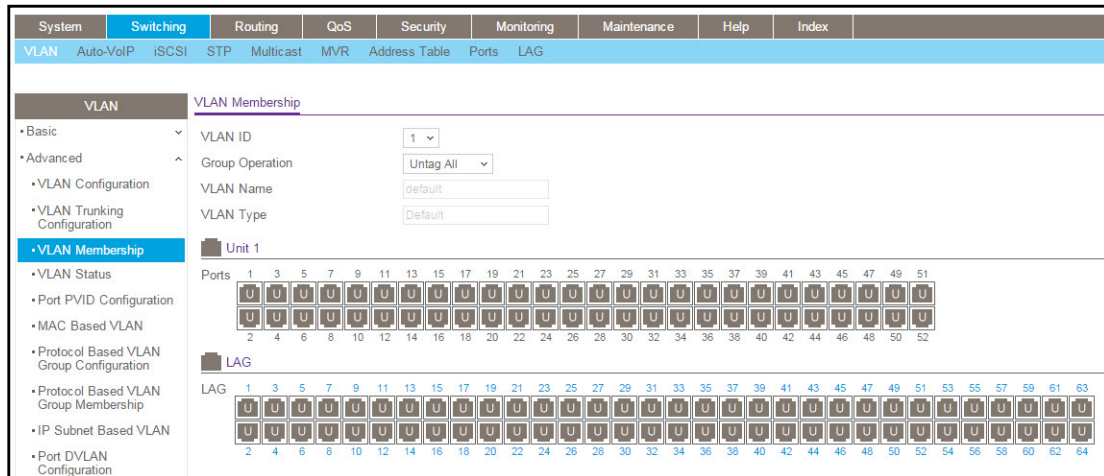 System Switching Routing QoS Security Monitoring Maintenance Help Index
VLAN Auto-VoIP iSCSI STP Multicast MVR Address Table Ports LAG
VLAN
Basic
Advanced
VLAN Configuration
VLAN Trunking
Configuration
VLAN Membership
VLAN Status
Port PVID Configuration
MAC Based VLAN
Protocol Based VLAN
Group Configuration
Protocol Based VLAN
Group Membership
IP Subnet Based VLAN
Port DVLAN
Configuration
VLAN Membership
VLAN ID 1
Group Operation Untag All
VLAN Name default
VLAN Type Default
Unit 1
Ports 1 3 5 7 9 11 13 15 17 19 21 23 25 27 29 31 33 35 37 39 41 43 45 47 49 51
U U U U U U U U U U U U U U U U U U U U U U U U U U
U U U U U U U U U U U U U U U U U U U U U U U U U U
2 4 6 8 10 12 14 16 18 20 22 24 26 28 30 32 34 36 38 40 42 44 46 48 50 52
LAG
LAG 1 3 5 7 9 11 13 15 17 19 21 23 25 27 29 31 33 35 37 39 41 43 45 47 49 51 53 55 57 59 61 63
U U U U U U U U U U U U U U U U U U U U U U U U U U U U U U U U
U U U U U U U U U U U U U U U U U U U U U U U U U U U U U U U U
2 4 6 8 10 12 14 16 18 20 22 24 26 28 30 32 34 36 38 40 42 44 46 48 50 52 54 56 58 60 62 64